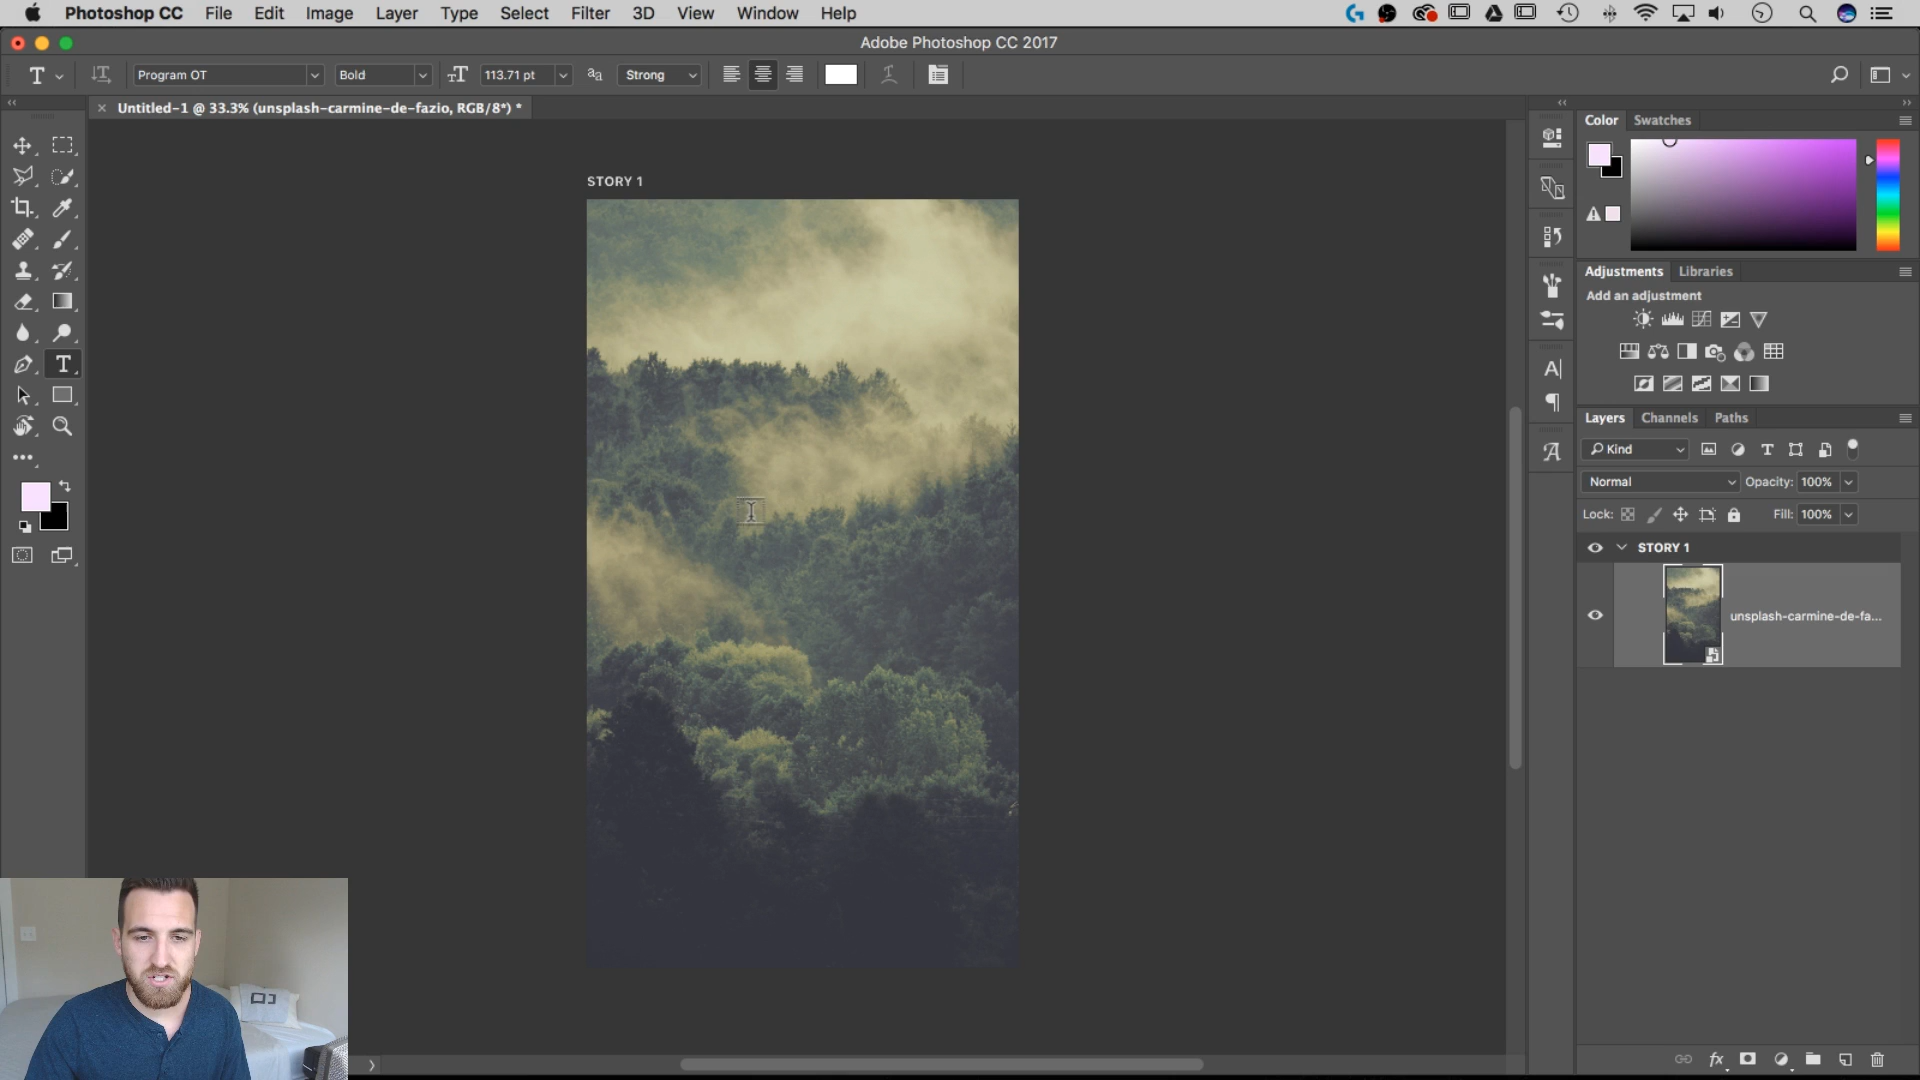 Photoshop CC File Edit Image Layer Type Select Filter 3D View Window Help
Adobe Photoshop CC 2017
T Program OT Bold 113.71 pt aa Strong
× Untitled-1 @ 33.3% (unsplash-carmine-de-fazio, RGB/8*) *
Color Swatches
STORY 1
Adjustments Libraries
Add an adjustment
Layers Channels Paths
Kind
Normal Opacity: 100%
Lock: Fill: 100%
STORY 1
unsplash-carmine-de-fa...
fx